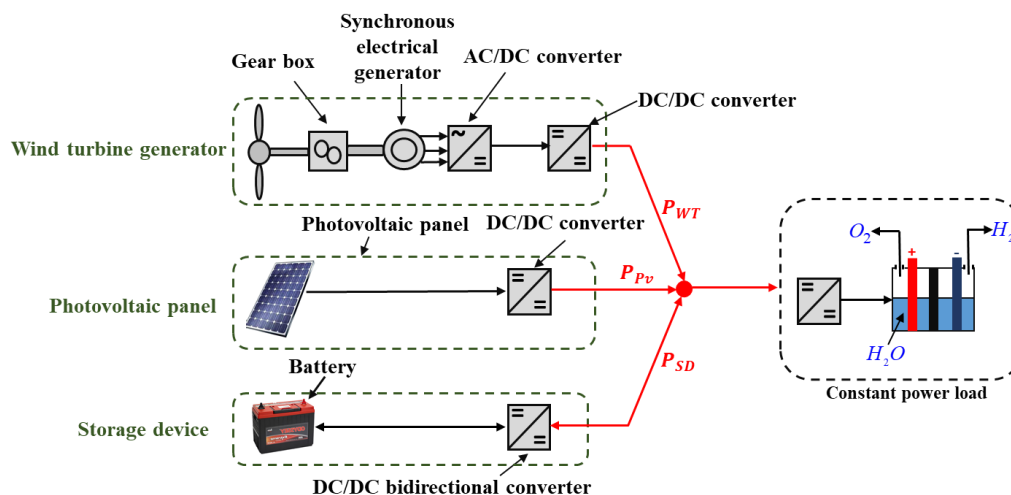 Synchronous
electrical
generator
Gear box
AC/DC converter
DC/DC converter
Wind turbine generator
~
=
=
=
P_WT
Photovoltaic panel
DC/DC converter
Photovoltaic panel
=
=
P_Pv
O₂
H₂
+
-
=
=
H₂O
Constant power load
P_SD
Battery
Storage device
=
=
DC/DC bidirectional converter